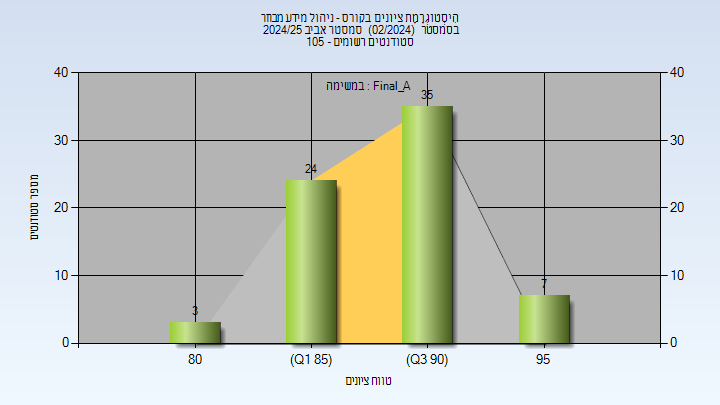 היסטוגרמת ציונים בקורס - ניהול מידע מבוזר
בסמסטר (02/2024) סמסטר אביב 2024/25
סטודנטים רשומים - 105
במשימה : Final_A
40 40
30 30
20 20
10 10
0 0
35
24
7
3
מספר סטודנטים
80 (Q1 85) (Q3 90) 95
טווח ציונים